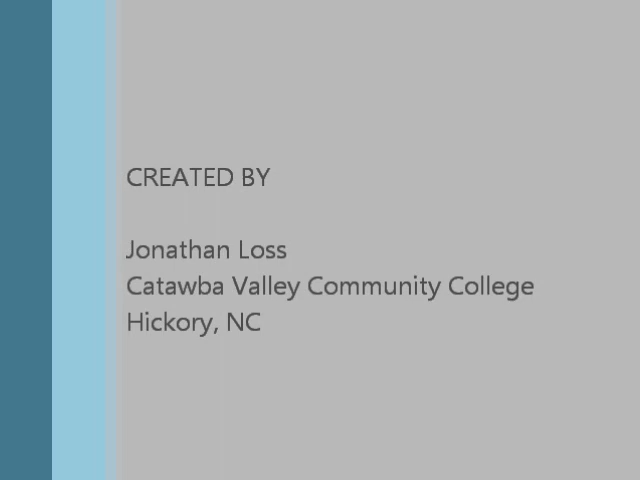 CREATED BY
Jonathan Loss
Catawba Valley Community College
Hickory, NC